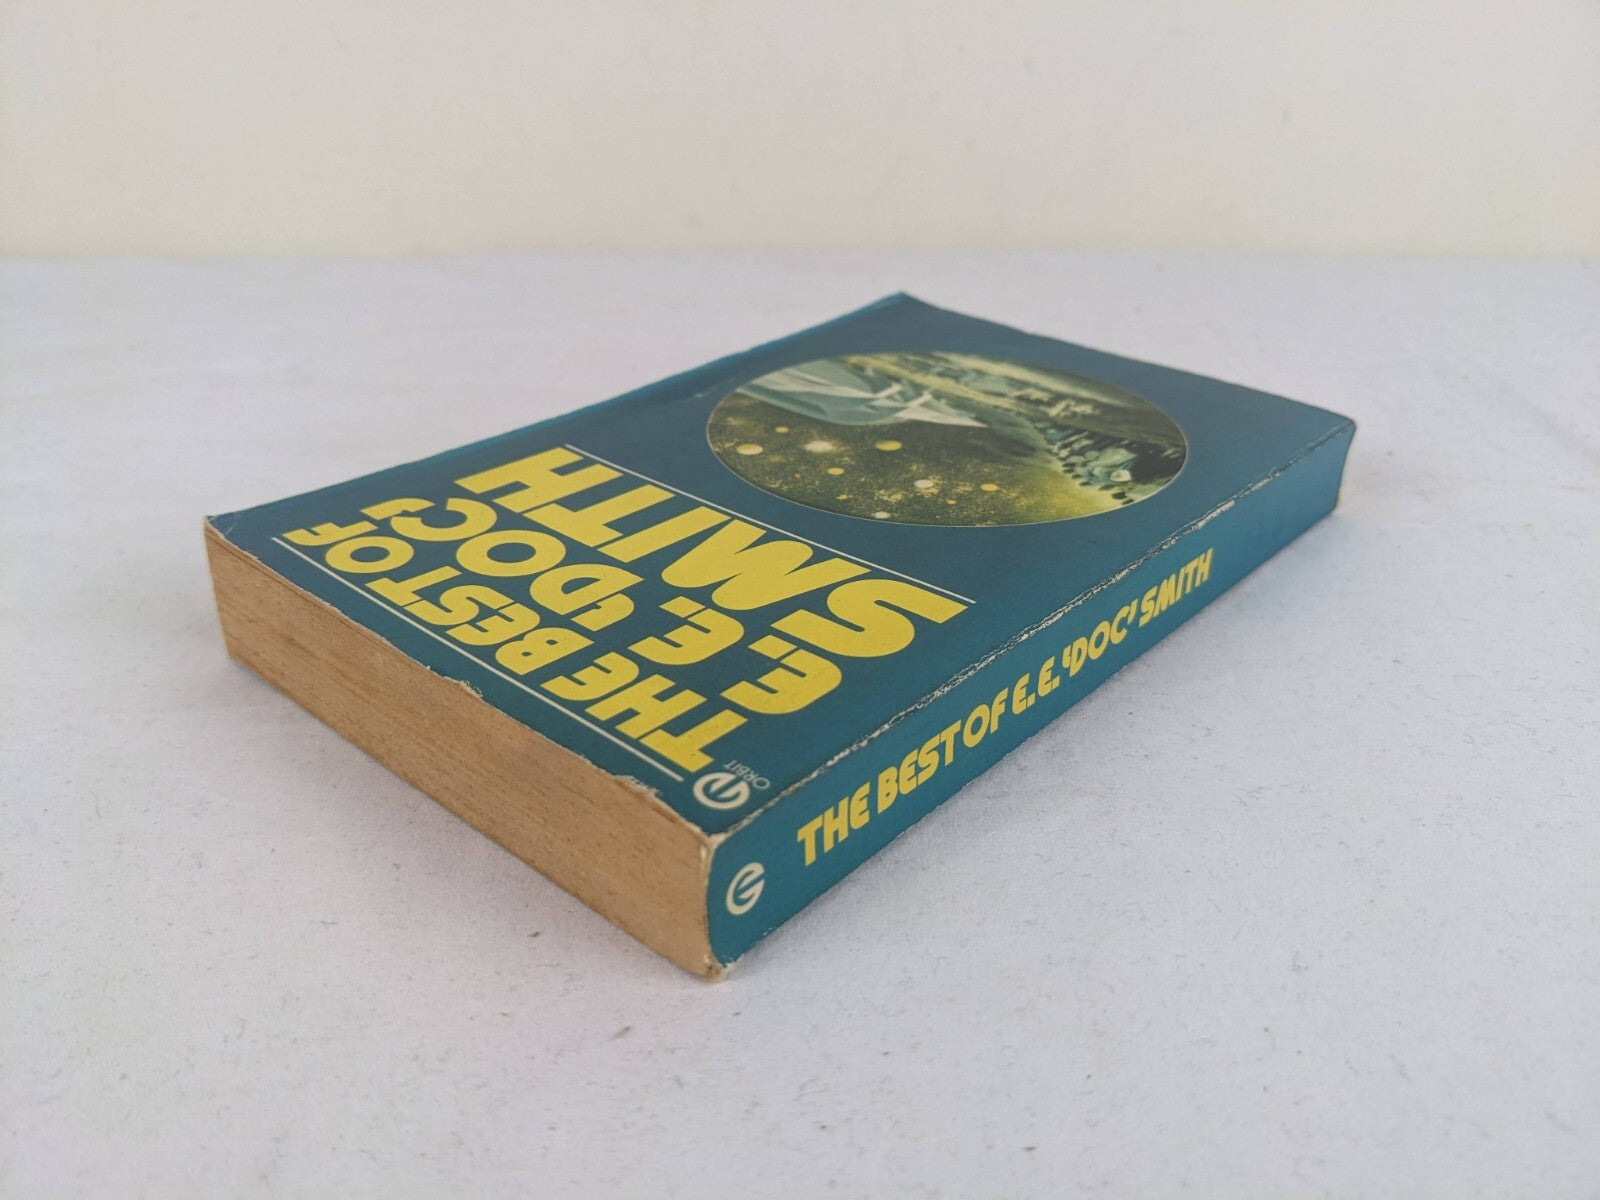 ORBIT
THE BEST OF
E. E. 'DOC'
SMITH
THE BEST OF E. E. 'DOC' SMITH